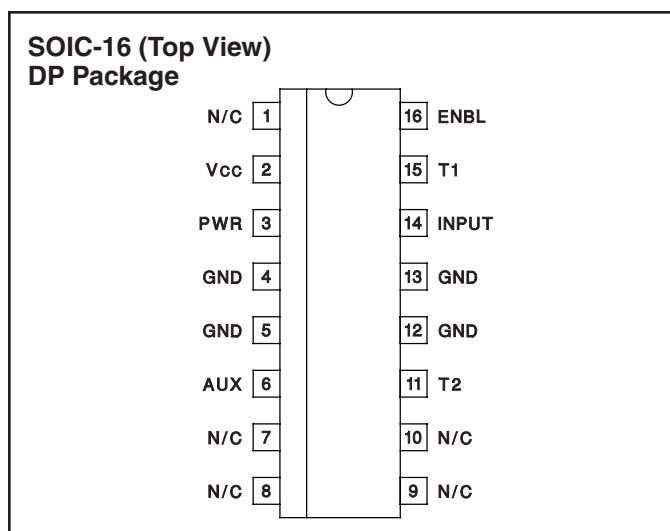 SOIC-16 (Top View)
DP Package
N/C 1 16 ENBL
Vcc 2 15 T1
PWR 3 14 INPUT
GND 4 13 GND
GND 5 12 GND
AUX 6 11 T2
N/C 7 10 N/C
N/C 8 9 N/C